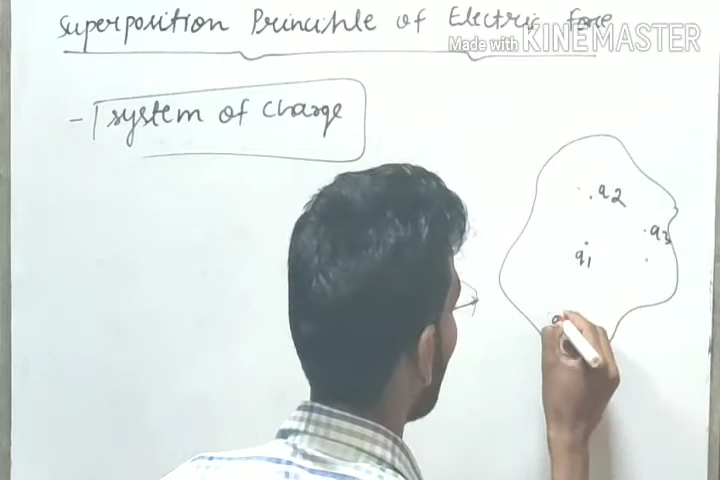 Superposition Principle of Electric force
Made with KINEMASTER
- system of charge
q2
q3
q1